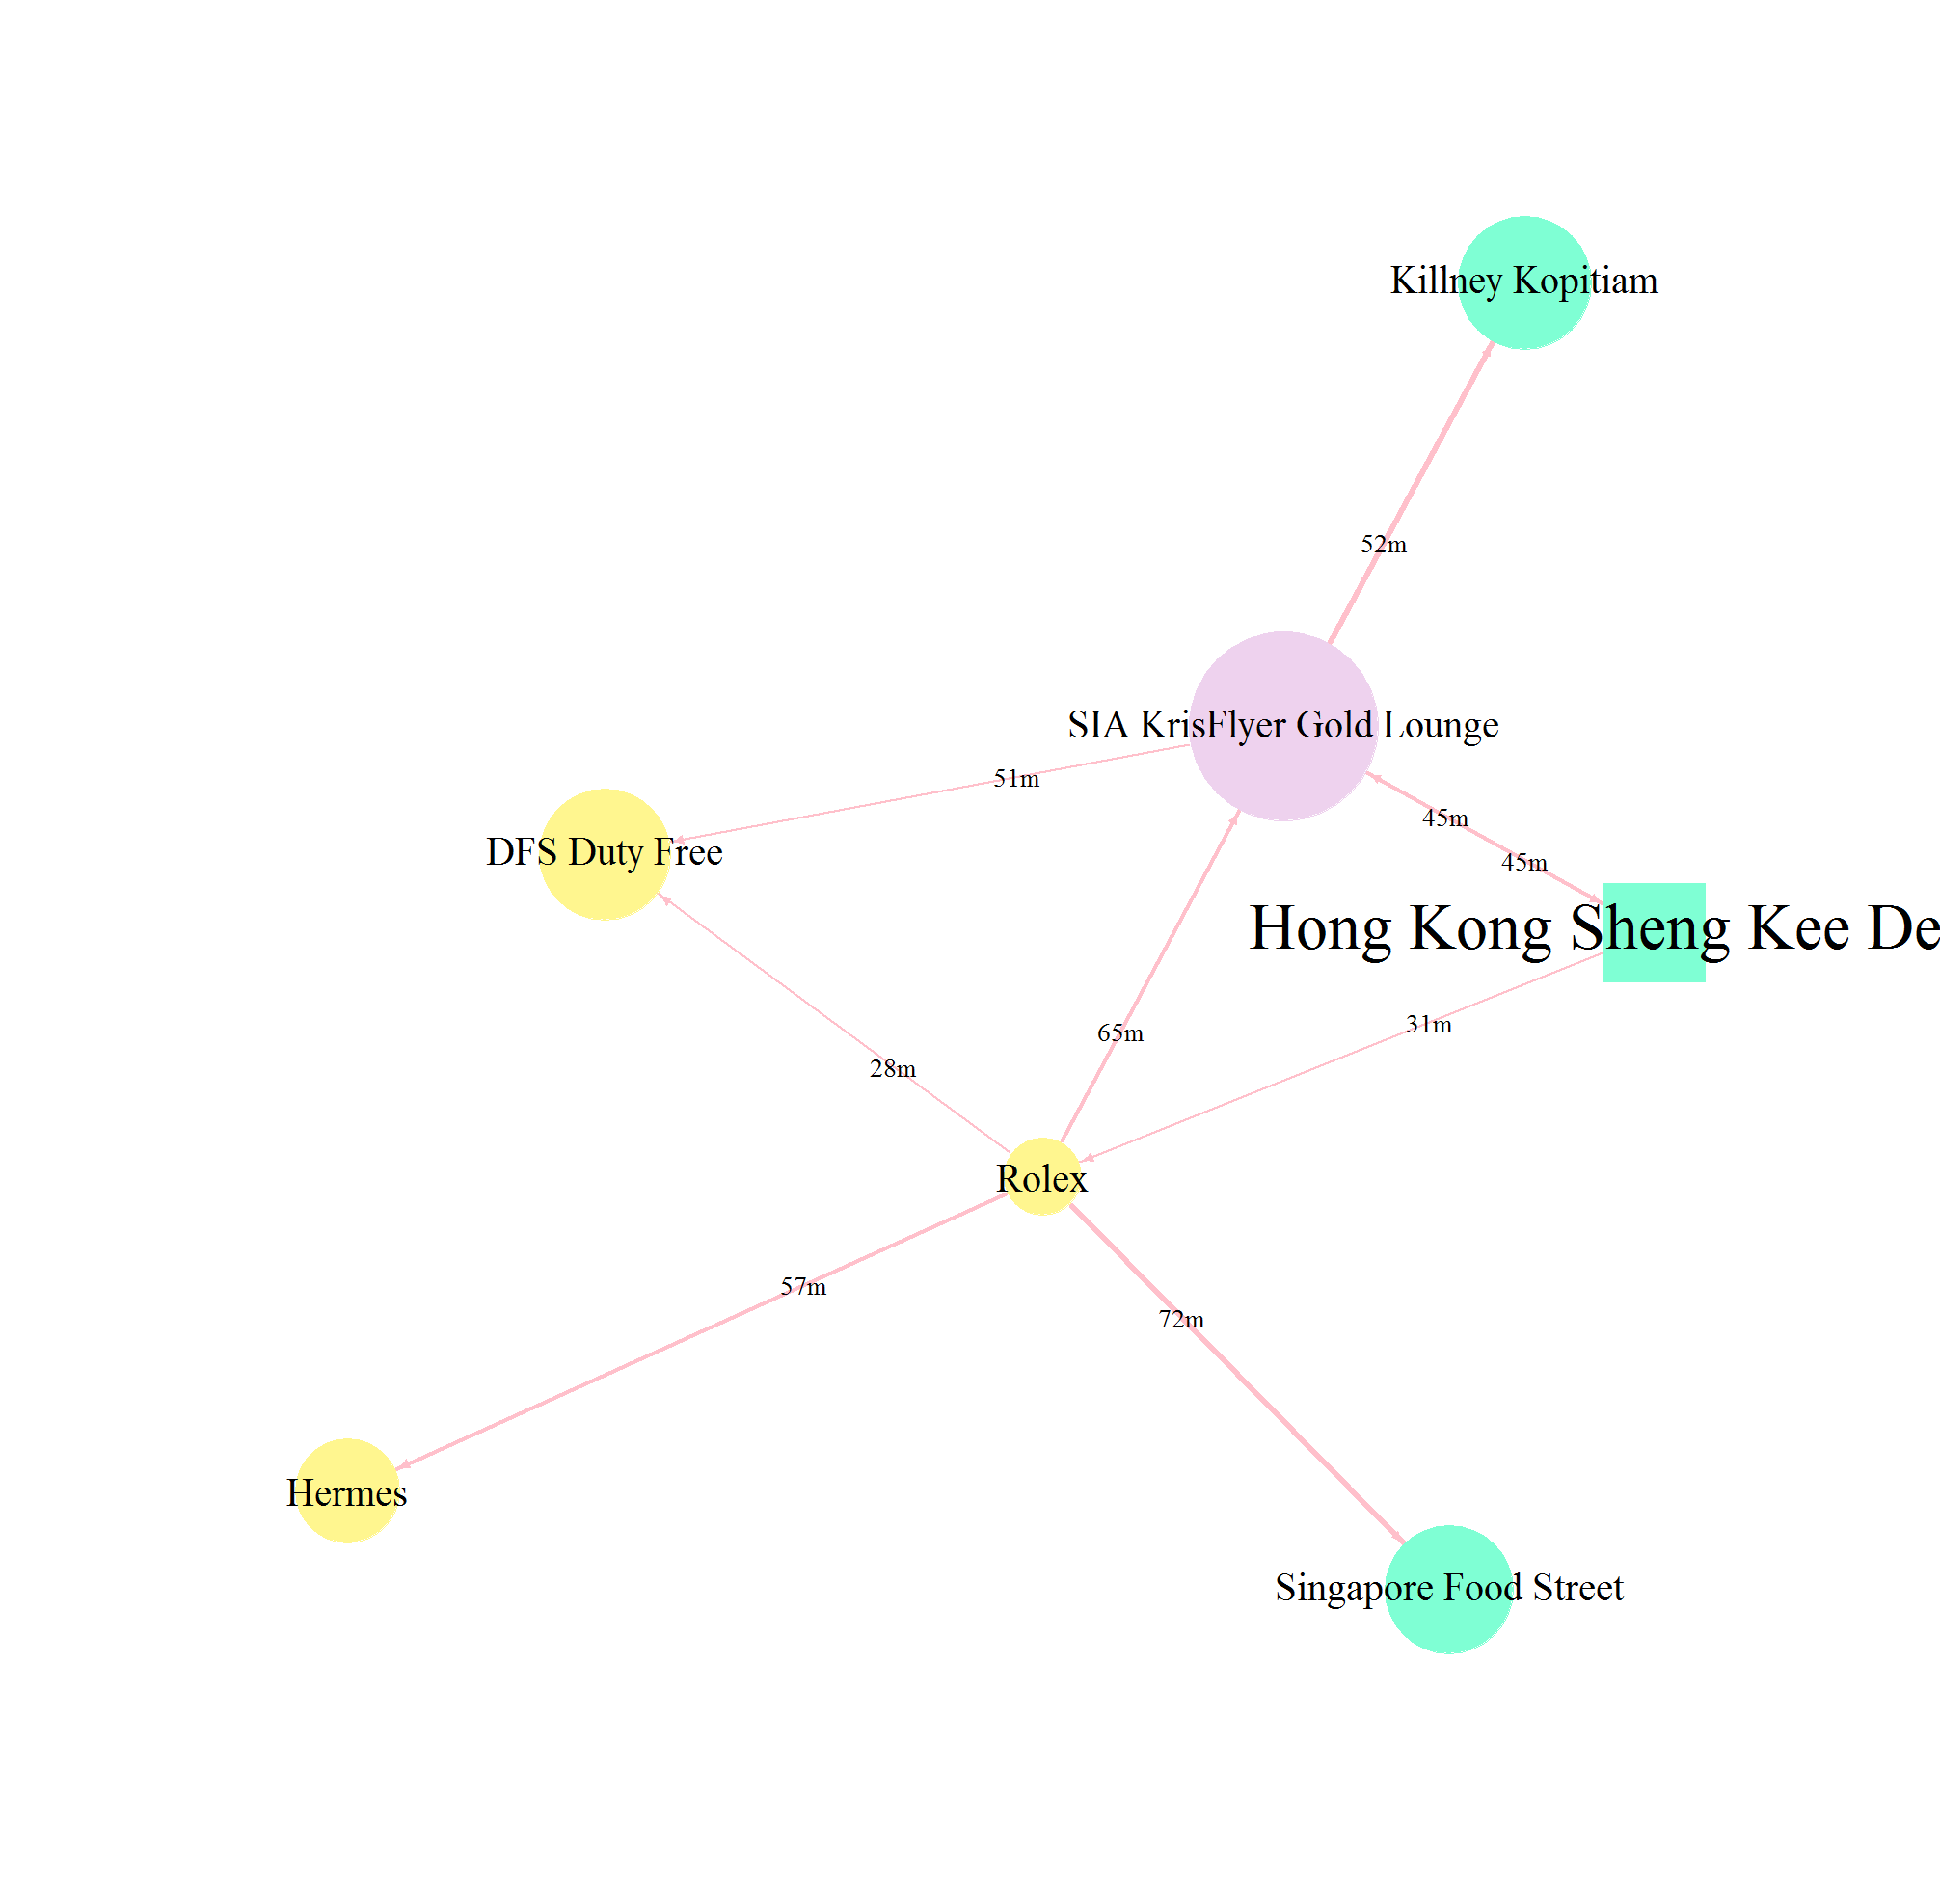 Killney Kopitiam
52m
SIA KrisFlyer Gold Lounge
51m
45m
DFS Duty Free
45m
Hong Kong Sheng Kee De
31m
65m
28m
Rolex
57m
72m
Hermes
Singapore Food Street